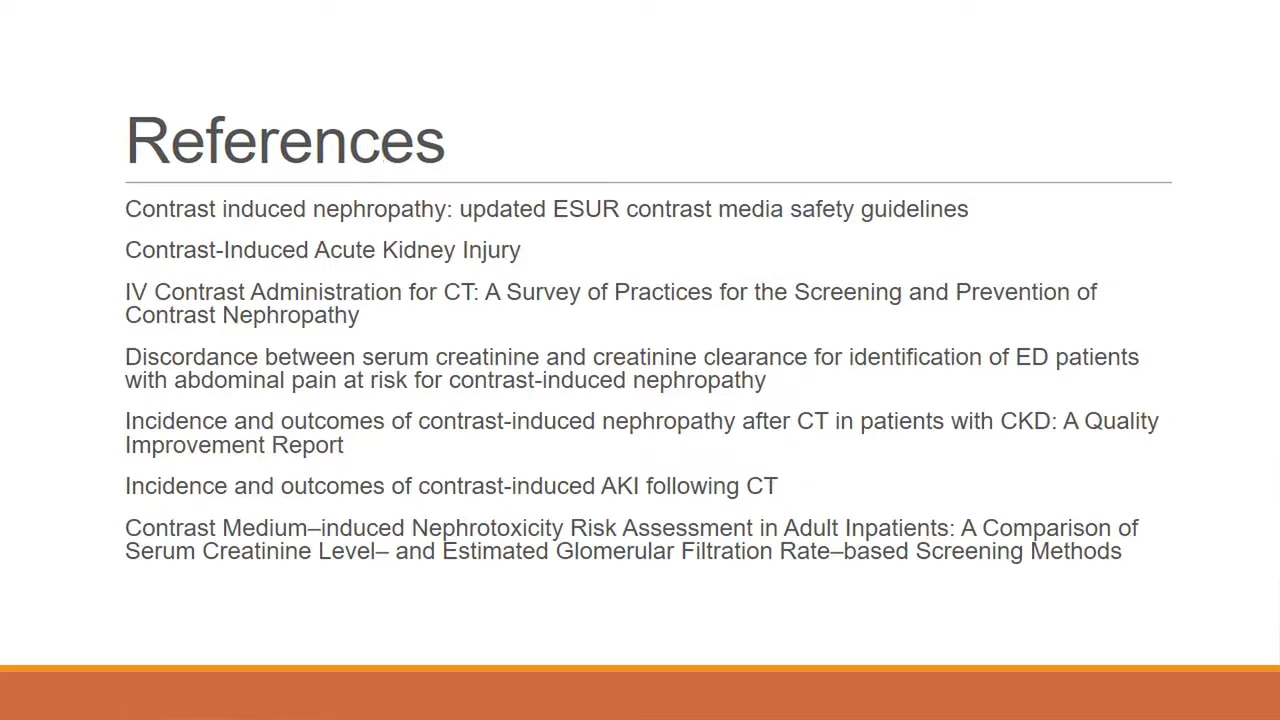 References
Contrast induced nephropathy: updated ESUR contrast media safety guidelines
Contrast-Induced Acute Kidney Injury
IV Contrast Administration for CT: A Survey of Practices for the Screening and Prevention of
Contrast Nephropathy
Discordance between serum creatinine and creatinine clearance for identification of ED patients
with abdominal pain at risk for contrast-induced nephropathy
Incidence and outcomes of contrast-induced nephropathy after CT in patients with CKD: A Quality
Improvement Report
Incidence and outcomes of contrast-induced AKI following CT
Contrast Medium–induced Nephrotoxicity Risk Assessment in Adult Inpatients: A Comparison of
Serum Creatinine Level– and Estimated Glomerular Filtration Rate–based Screening Methods